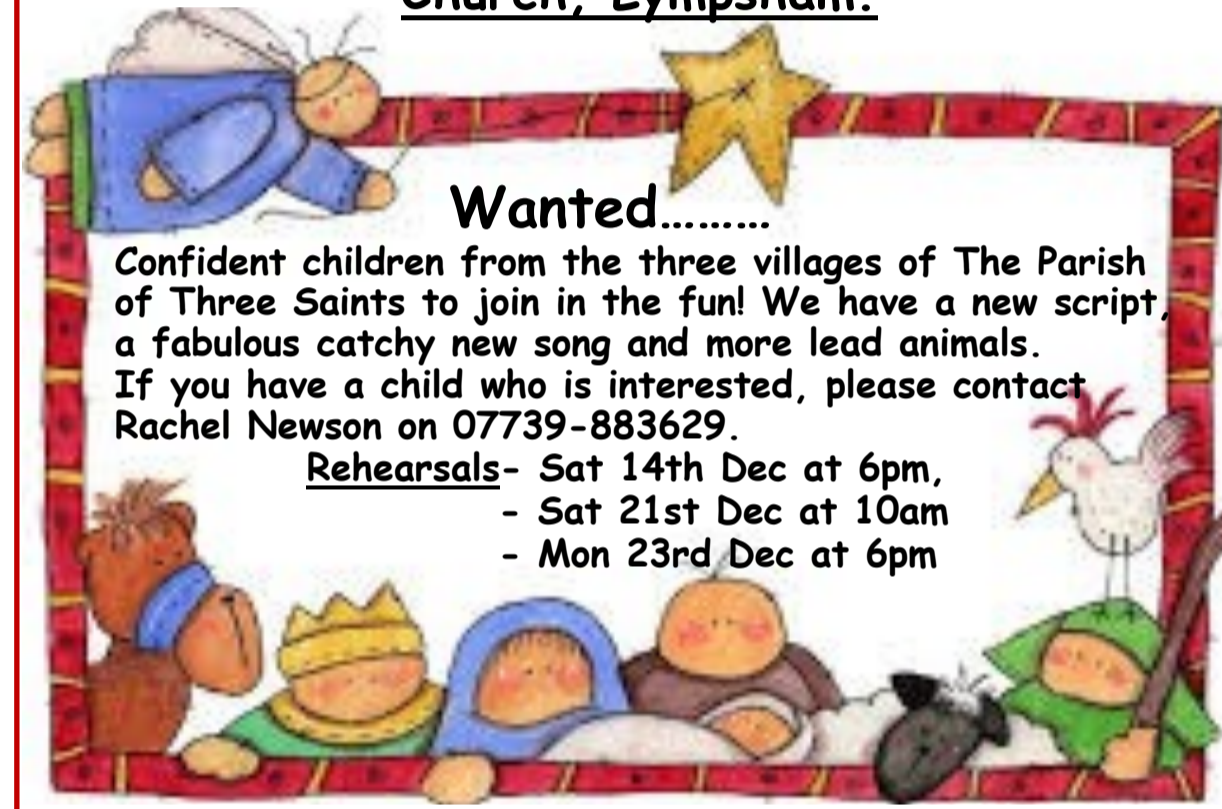 Church, Lympsham.
Wanted.........
Confident children from the three villages of The Parish
of Three Saints to join in the fun! We have a new script,
a fabulous catchy new song and more lead animals.
If you have a child who is interested, please contact
Rachel Newson on 07739-883629.
Rehearsals- Sat 14th Dec at 6pm,
- Sat 21st Dec at 10am
- Mon 23rd Dec at 6pm